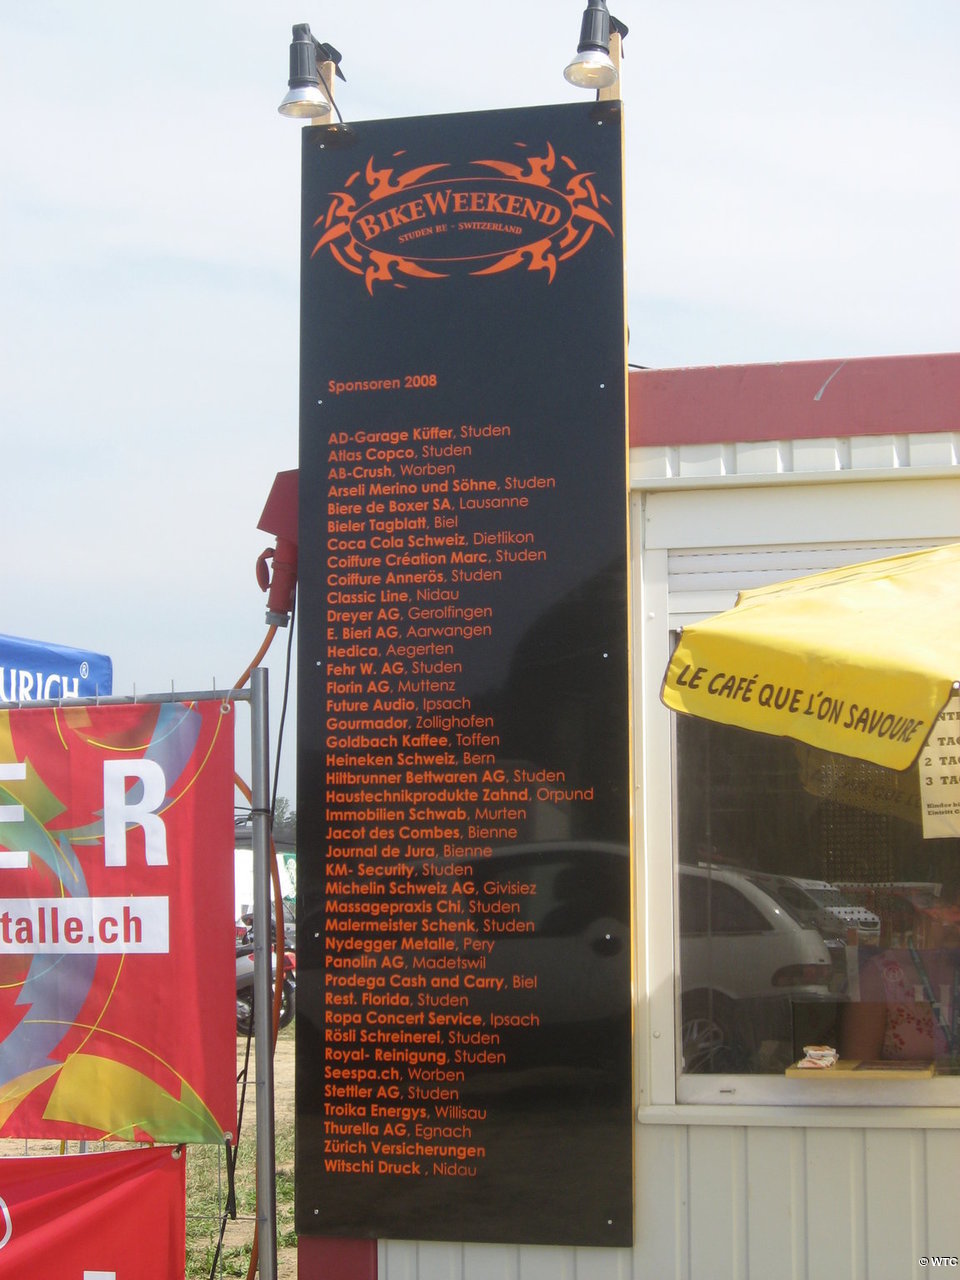 BIKEWEEKEND
STUDEN BE - SWITZERLAND
Sponsoren 2008
AD-Garage Küffer, Studen
Atlas Copco, Studen
AB-Crush, Worben
Arseli Merino und Söhne, Studen
Biere de Boxer SA, Lausanne
Bieler Tagblatt, Biel
Coca Cola Schweiz, Dietlikon
Coiffure Création Marc, Studen
Coiffure Annerös, Studen
Classic Line, Nidau
Dreyer AG, Gerolfingen
E. Bieri AG, Aarwangen
Hedica, Aegerten
Fehr W. AG, Studen
Florin AG, Muttenz
Future Audio, Ipsach
Gourmador, Zollighofen
Goldbach Kaffee, Toffen
Heineken Schweiz, Bern
Hiltbrunner Bettwaren AG, Studen
Haustechnikprodukte Zahnd, Orpund
Immobilien Schwab, Murten
Jacot des Combes, Bienne
Journal de Jura, Bienne
KM- Security, Studen
Michelin Schweiz AG, Givisiez
Massagepraxis Chi, Studen
Malermeister Schenk, Studen
Nydegger Metalle, Pery
Panolin AG, Madetswil
Prodega Cash and Carry, Biel
Rest. Florida, Studen
Ropa Concert Service, Ipsach
Rösli Schreinerei, Studen
Royal- Reinigung, Studen
Seespa.ch, Worben
Stettler AG, Studen
Troika Energys, Willisau
Thurella AG, Egnach
Zürich Versicherungen
Witschi Druck , Nidau
URICH®
ER
talle.ch
LE CAFÉ QUE L'ON SAVOURE
1 TAG
2 TAG
3 TAG
© WTC